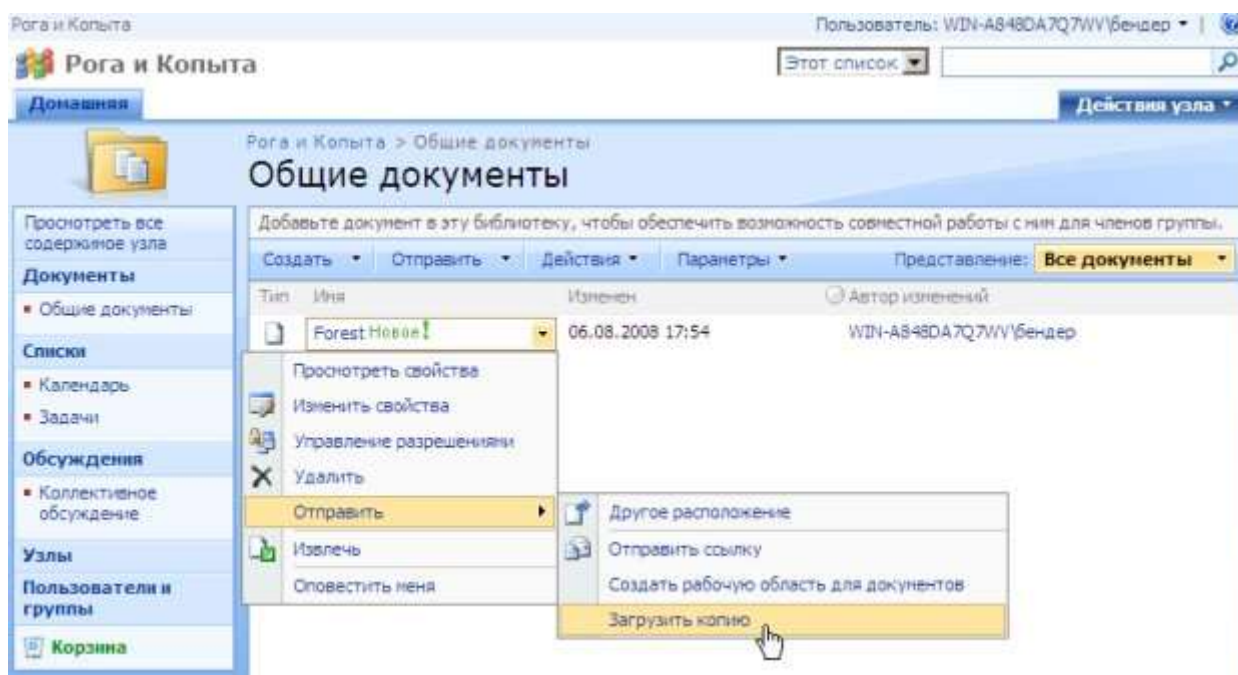 Рога и Копыта
Пользователь: WIN-A848DA7Q7WV\бендер
Рога и Копыта
Этот список
Домашняя
Действия узла
Рога и Копыта > Общие документы
Общие документы
Просмотреть все
содержимое узла
Документы
Общие документы
Списки
Календарь
Задачи
Обсуждения
Коллективное
обсуждение
Узлы
Пользователи и
группы
Корзина
Добавьте документ в эту библиотеку, чтобы обеспечить возможность совместной работы с ним для членов группы.
Создать
Отправить
Действия
Параметры
Представление: Все документы
Тип Имя Изменен Автор изменений
Forest Новое! 06.08.2008 17:54 WIN-A848DA7Q7WV\бендер
Просмотреть свойства
Изменить свойства
Управление разрешениями
Удалить
Отправить
Извлечь
Оповестить меня
Другое расположение
Отправить ссылку
Создать рабочую область для документов
Загрузить копию